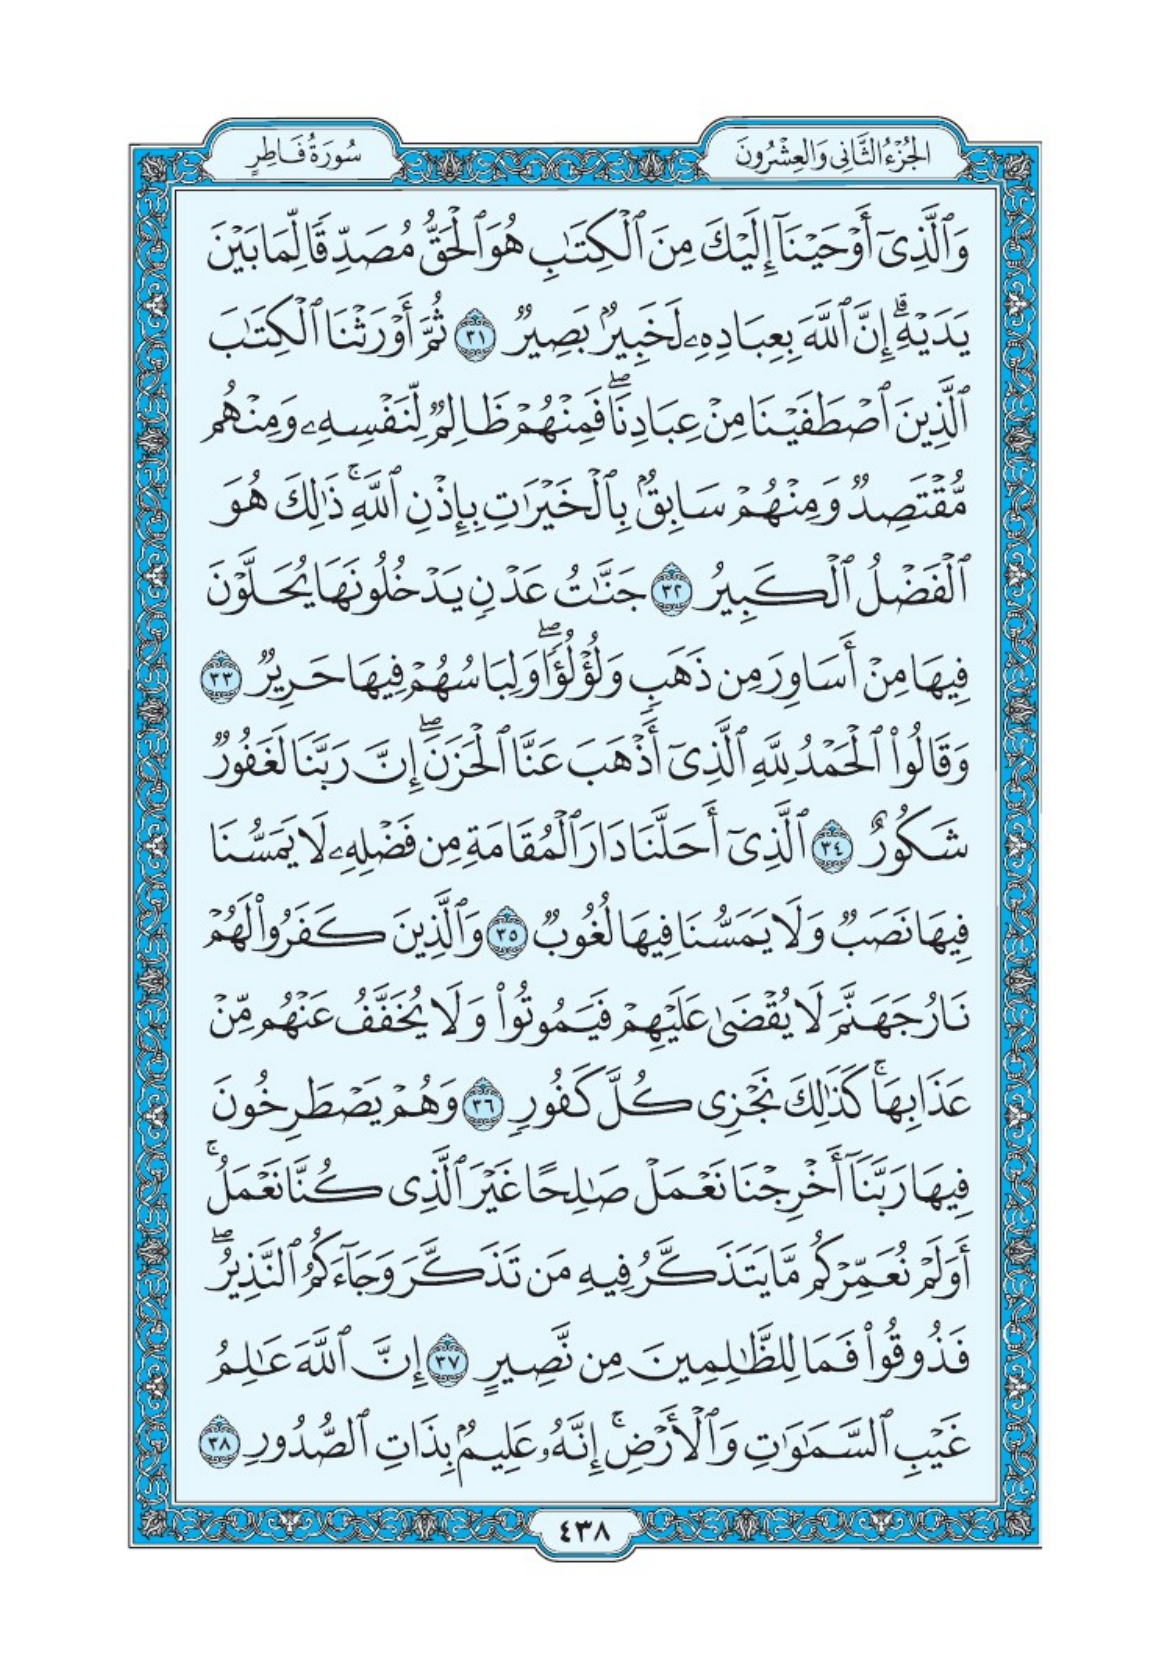 الجُزْءُ الثَّانِي وَالعِشْرُونَ
سُورَةُ فَاطِرٍ
وَٱلَّذِىٓ أَوْحَيْنَآ إِلَيْكَ مِنَ ٱلْكِتَـٰبِ هُوَ ٱلْحَقُّ مُصَدِّقًا لِّمَا بَيْنَ
يَدَيْهِۗ إِنَّ ٱللَّهَ بِعِبَادِهِۦ لَخَبِيرٌۢ بَصِيرٌ ٣١ ثُمَّ أَوْرَثْنَا ٱلْكِتَـٰبَ
ٱلَّذِينَ ٱصْطَفَيْنَا مِنْ عِبَادِنَاۖ فَمِنْهُمْ ظَالِمٌ لِّنَفْسِهِۦ وَمِنْهُم
مُّقْتَصِدٌ وَمِنْهُمْ سَابِقٌۢ بِٱلْخَيْرَٰتِ بِإِذْنِ ٱللَّهِۚ ذَٰلِكَ هُوَ
ٱلْفَضْلُ ٱلْكَبِيرُ ٣٢ جَنَّـٰتُ عَدْنٍ يَدْخُلُونَهَا يُحَلَّوْنَ
فِيهَا مِنْ أَسَاوِرَ مِن ذَهَبٍ وَلُؤْلُؤًاۖ وَلِبَاسُهُمْ فِيهَا حَرِيرٌ ٣٣
وَقَالُوا۟ ٱلْحَمْدُ لِلَّهِ ٱلَّذِىٓ أَذْهَبَ عَنَّا ٱلْحَزَنَۖ إِنَّ رَبَّنَا لَغَفُورٌ
شَكُورٌ ٣٤ ٱلَّذِىٓ أَحَلَّنَا دَارَ ٱلْمُقَامَةِ مِن فَضْلِهِۦ لَا يَمَسُّنَا
فِيهَا نَصَبٌ وَلَا يَمَسُّنَا فِيهَا لُغُوبٌ ٣٥ وَٱلَّذِينَ كَفَرُوا۟ لَهُمْ
نَارُ جَهَنَّمَ لَا يُقْضَىٰ عَلَيْهِمْ فَيَمُوتُوا۟ وَلَا يُخَفَّفُ عَنْهُم مِّنْ
عَذَابِهَاۚ كَذَٰلِكَ نَجْزِى كُلَّ كَفُورٍ ٣٦ وَهُمْ يَصْطَرِخُونَ
فِيهَا رَبَّنَآ أَخْرِجْنَا نَعْمَلْ صَـٰلِحًا غَيْرَ ٱلَّذِى كُنَّا نَعْمَلُۚ
أَوَلَمْ نُعَمِّرْكُم مَّا يَتَذَكَّرُ فِيهِ مَن تَذَكَّرَ وَجَآءَكُمُ ٱلنَّذِيرُۖ
فَذُوقُوا۟ فَمَا لِلظَّـٰلِمِينَ مِن نَّصِيرٍ ٣٧ إِنَّ ٱللَّهَ عَـٰلِمُ
غَيْبِ ٱلسَّمَـٰوَٰتِ وَٱلْأَرْضِۚ إِنَّهُۥ عَلِيمٌۢ بِذَاتِ ٱلصُّدُورِ ٣٨
٤٣٨